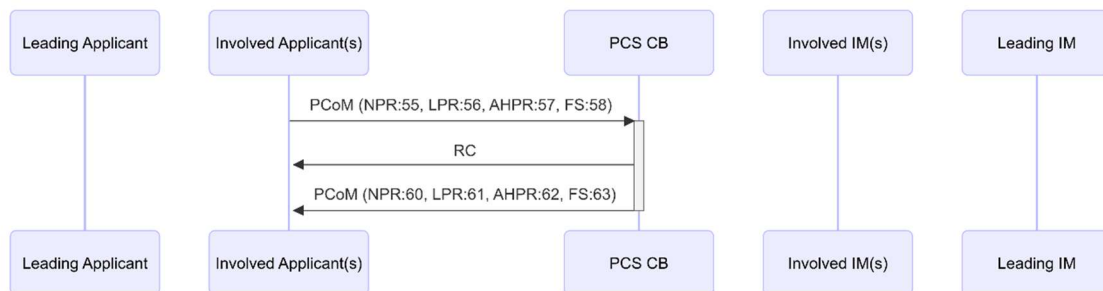 Leading Applicant
Involved Applicant(s)
PCS CB
Involved IM(s)
Leading IM
PCoM (NPR:55, LPR:56, AHPR:57, FS:58)
RC
PCoM (NPR:60, LPR:61, AHPR:62, FS:63)
Leading Applicant
Involved Applicant(s)
PCS CB
Involved IM(s)
Leading IM